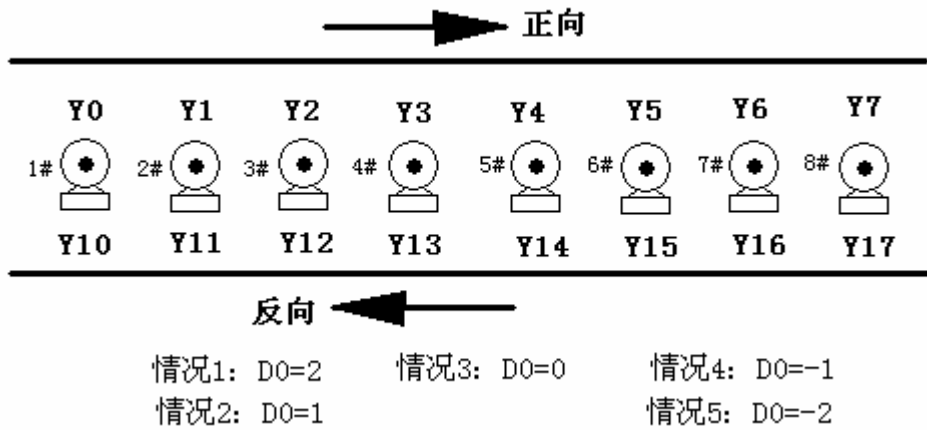 正向
Y0 Y1 Y2 Y3 Y4 Y5 Y6 Y7
1# 2# 3# 4# 5# 6# 7# 8#
Y10 Y11 Y12 Y13 Y14 Y15 Y16 Y17
反向
情况1: D0=2 情况3: D0=0 情况4: D0=-1
情况2: D0=1 情况5: D0=-2